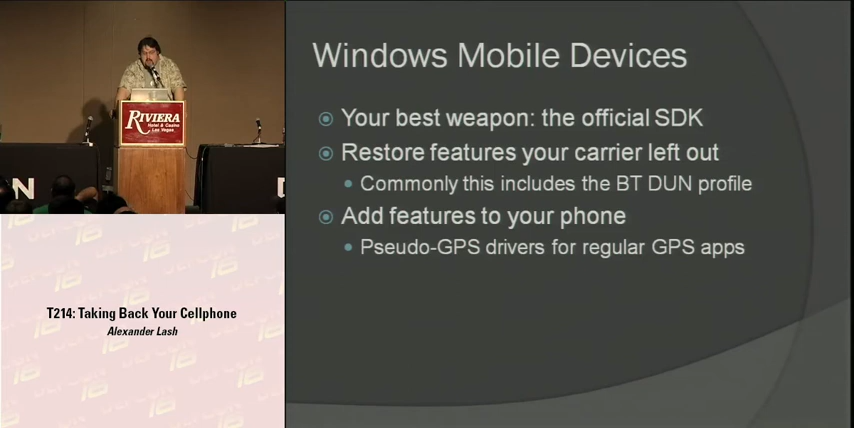 RIVIERA
Hotel & Casino
Las Vegas
N
D
T214: Taking Back Your Cellphone
Alexander Lash
Windows Mobile Devices
Your best weapon: the official SDK
Restore features your carrier left out
Commonly this includes the BT DUN profile
Add features to your phone
Pseudo-GPS drivers for regular GPS apps